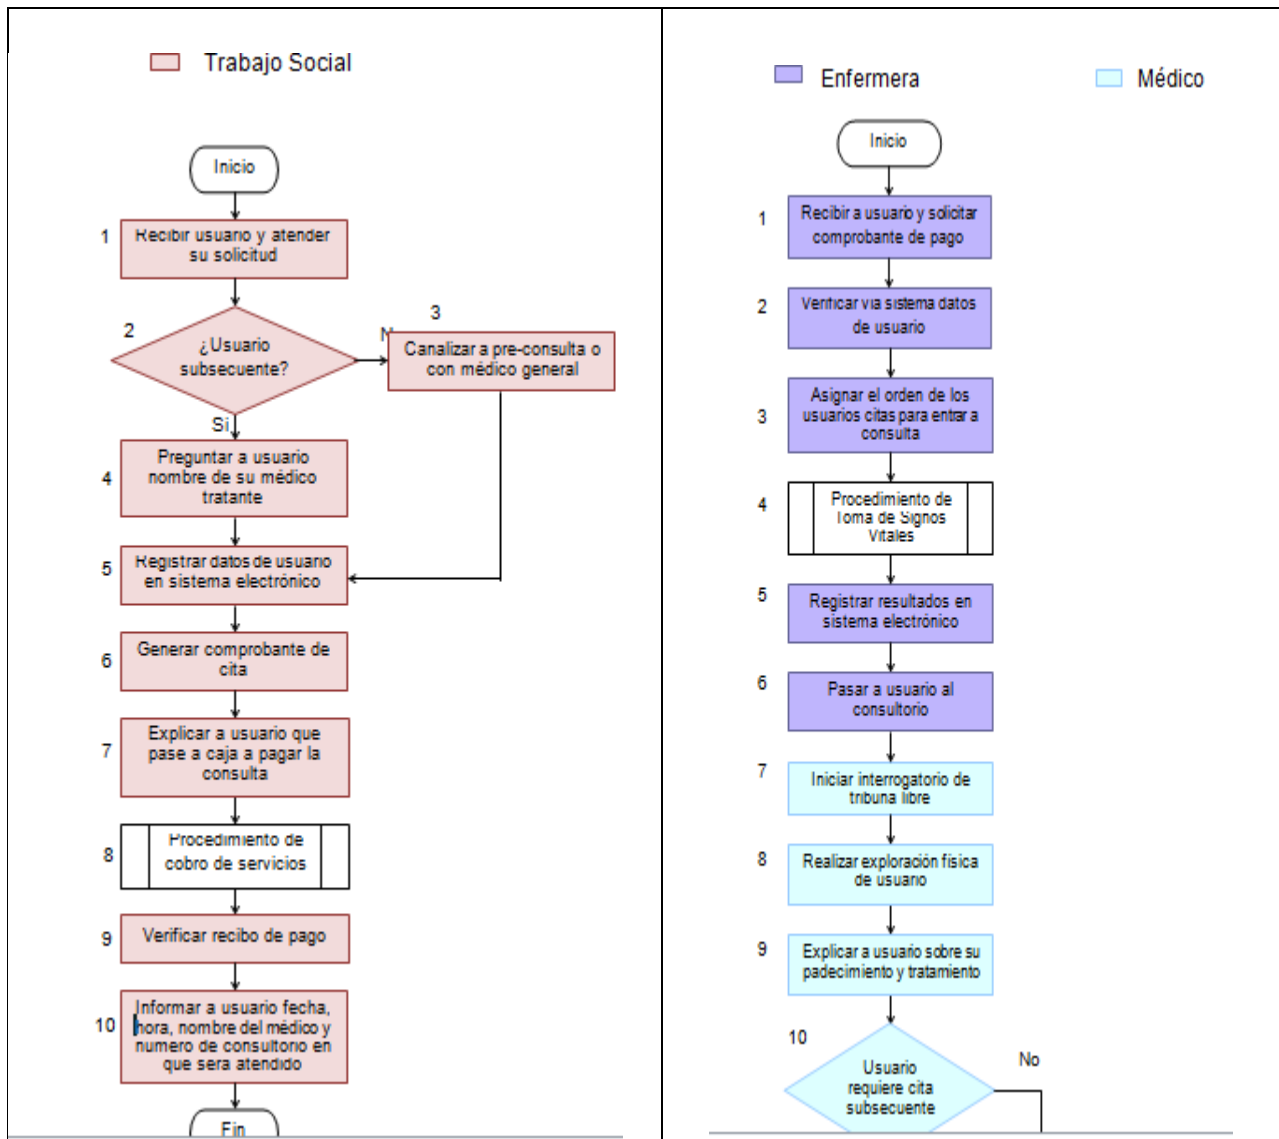 Trabajo Social
Inicio
1
Recibir usuario y atender
su solicitud
2
¿Usuario
subsecuente?
3
Canalizar a pre-consulta o
con médico general
Si
4
Preguntar a usuario
nombre de su médico
tratante
5
Registrar datos de usuario
en sistema electrónico
6
Generar comprobante de
cita
7
Explicar a usuario que
pase a caja a pagar la
consulta
8
Procedimiento de
cobro de servicios
9
Verificar recibo de pago
10
Informar a usuario fecha,
hora, nombre del médico y
numero de consultorio en
que sera atendido
Fin
Enfermera
Médico
Inicio
1
Recibir a usuario y solicitar
comprobante de pago
2
Verificar via sistema datos
de usuario
3
Asignar el orden de los
usuarios citas para entrar a
consulta
4
Procedimiento de
Toma de Signos
Vitales
5
Registrar resultados en
sistema electrónico
6
Pasar a usuario al
consultorio
7
Iniciar interrogatorio de
tribuna libre
8
Realizar exploración física
de usuario
9
Explicar a usuario sobre su
padecimiento y tratamiento
10
Usuario
requiere cita
subsecuente
No